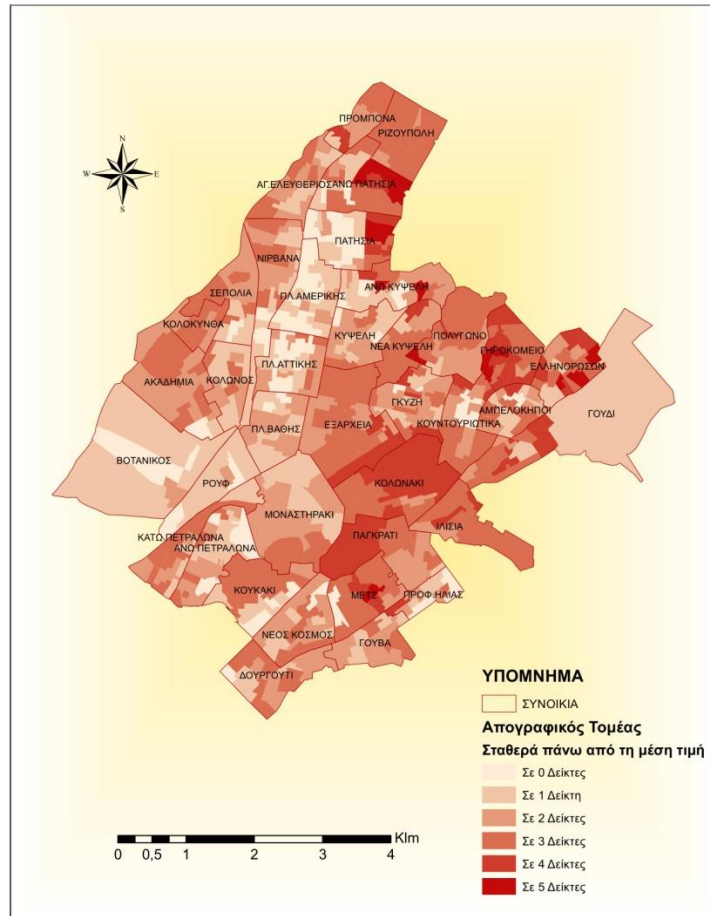 ΠΡΟΜΠΟΝΑ
ΡΙΖΟΥΠΟΛΗ
N
W E
S
ΑΓ.ΕΛΕΥΘΕΡΙΟΣ
ΑΝΩ ΠΑΤΗΣΙΑ
ΠΑΤΗΣΙΑ
ΝΙΡΒΑΝΑ
ΣΕΠΟΛΙΑ
ΠΛ.ΑΜΕΡΙΚΗΣ
ΑΝΩ ΚΥΨΕΛΗ
ΚΟΛΟΚΥΝΘΑ
ΚΥΨΕΛΗ
ΝΕΑ ΚΥΨΕΛΗ
ΠΟΛΥΓΩΝΟ
ΓΗΡΟΚΟΜΕΙΟ
ΕΛΛΗΝΟΡΩΣΩΝ
ΠΛ.ΑΤΤΙΚΗΣ
ΑΚΑΔΗΜΙΑ
ΚΟΛΩΝΟΣ
ΓΚΥΖΗ
ΑΜΠΕΛΟΚΗΠΟΙ
ΓΟΥΔΙ
ΠΛ.ΒΑΘΗΣ
ΕΞΑΡΧΕΙΑ
ΚΟΥΝΤΟΥΡΙΩΤΙΚΑ
ΒΟΤΑΝΙΚΟΣ
ΡΟΥΦ
ΚΟΛΩΝΑΚΙ
ΜΟΝΑΣΤΗΡΑΚΙ
ΙΛΙΣΙΑ
ΚΑΤΩ.ΠΕΤΡΑΛΩΝΑ
ΑΝΩ ΠΕΤΡΑΛΩΝΑ
ΠΑΓΚΡΑΤΙ
ΚΟΥΚΑΚΙ
ΜΕΤΣ
ΠΡΟΦ.ΗΛΙΑΣ
ΝΕΟΣ ΚΟΣΜΟΣ
ΓΟΥΒΑ
ΔΟΥΡΓΟΥΤΙ
ΥΠΟΜΝΗΜΑ
ΣΥΝΟΙΚΙΑ
Απογραφικός Τομέας
Σταθερά πάνω από τη μέση τιμή
Σε 0 Δείκτες
Σε 1 Δείκτη
Σε 2 Δείκτες
Σε 3 Δείκτες
Σε 4 Δείκτες
Σε 5 Δείκτες
Klm
0 0,5 1 2 3 4